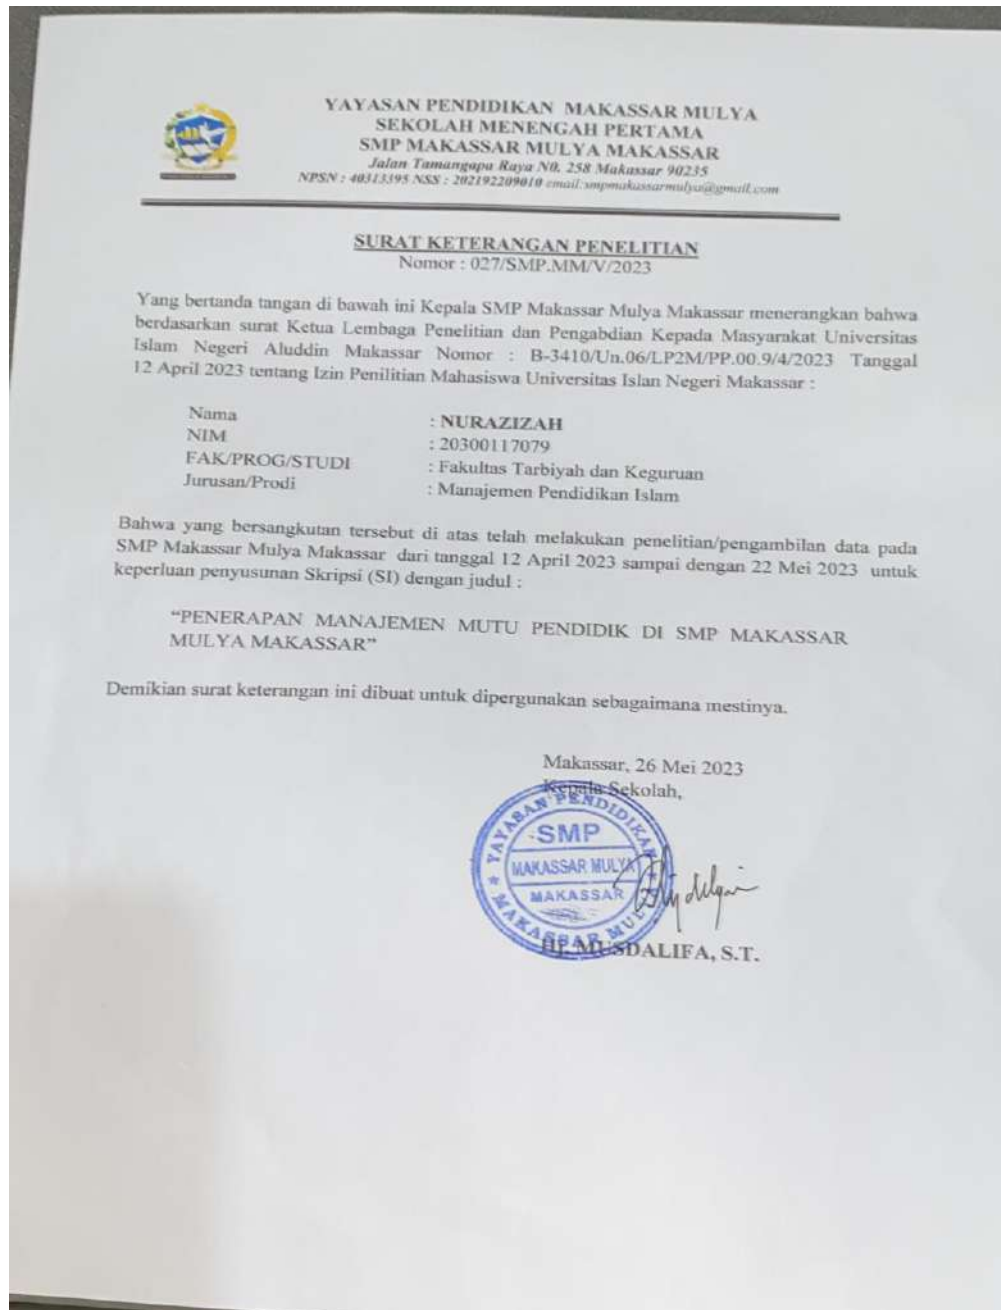 YAYASAN PENDIDIKAN MAKASSAR MULYA
SEKOLAH MENENGAH PERTAMA
SMP MAKASSAR MULYA MAKASSAR
Jalan Tamangapa Raya N0. 258 Makassar 90235
NPSN : 40313395 NSS : 202192209010 email:smpmakassarmulya@gmail.com
SURAT KETERANGAN PENELITIAN
Nomor : 027/SMP.MM/V/2023
Yang bertanda tangan di bawah ini Kepala SMP Makassar Mulya Makassar menerangkan bahwa
berdasarkan surat Ketua Lembaga Penelitian dan Pengabdian Kepada Masyarakat Universitas
Islam Negeri Aluddin Makassar Nomor : B-3410/Un.06/LP2M/PP.00.9/4/2023 Tanggal
12 April 2023 tentang Izin Penilitian Mahasiswa Universitas Islan Negeri Makassar :
Nama : NURAZIZAH
NIM : 20300117079
FAK/PROG/STUDI : Fakultas Tarbiyah dan Keguruan
Jurusan/Prodi : Manajemen Pendidikan Islam
Bahwa yang bersangkutan tersebut di atas telah melakukan penelitian/pengambilan data pada
SMP Makassar Mulya Makassar dari tanggal 12 April 2023 sampai dengan 22 Mei 2023 untuk
keperluan penyusunan Skripsi (SI) dengan judul :
“PENERAPAN MANAJEMEN MUTU PENDIDIK DI SMP MAKASSAR
MULYA MAKASSAR”
Demikian surat keterangan ini dibuat untuk dipergunakan sebagaimana mestinya.
Makassar, 26 Mei 2023
Kepala Sekolah,
YAYASAN PENDIDIKAN
SMP
MAKASSAR MULYA
MAKASSAR
MAKASSAR MULYA
Hj. MUSDALIFA, S.T.